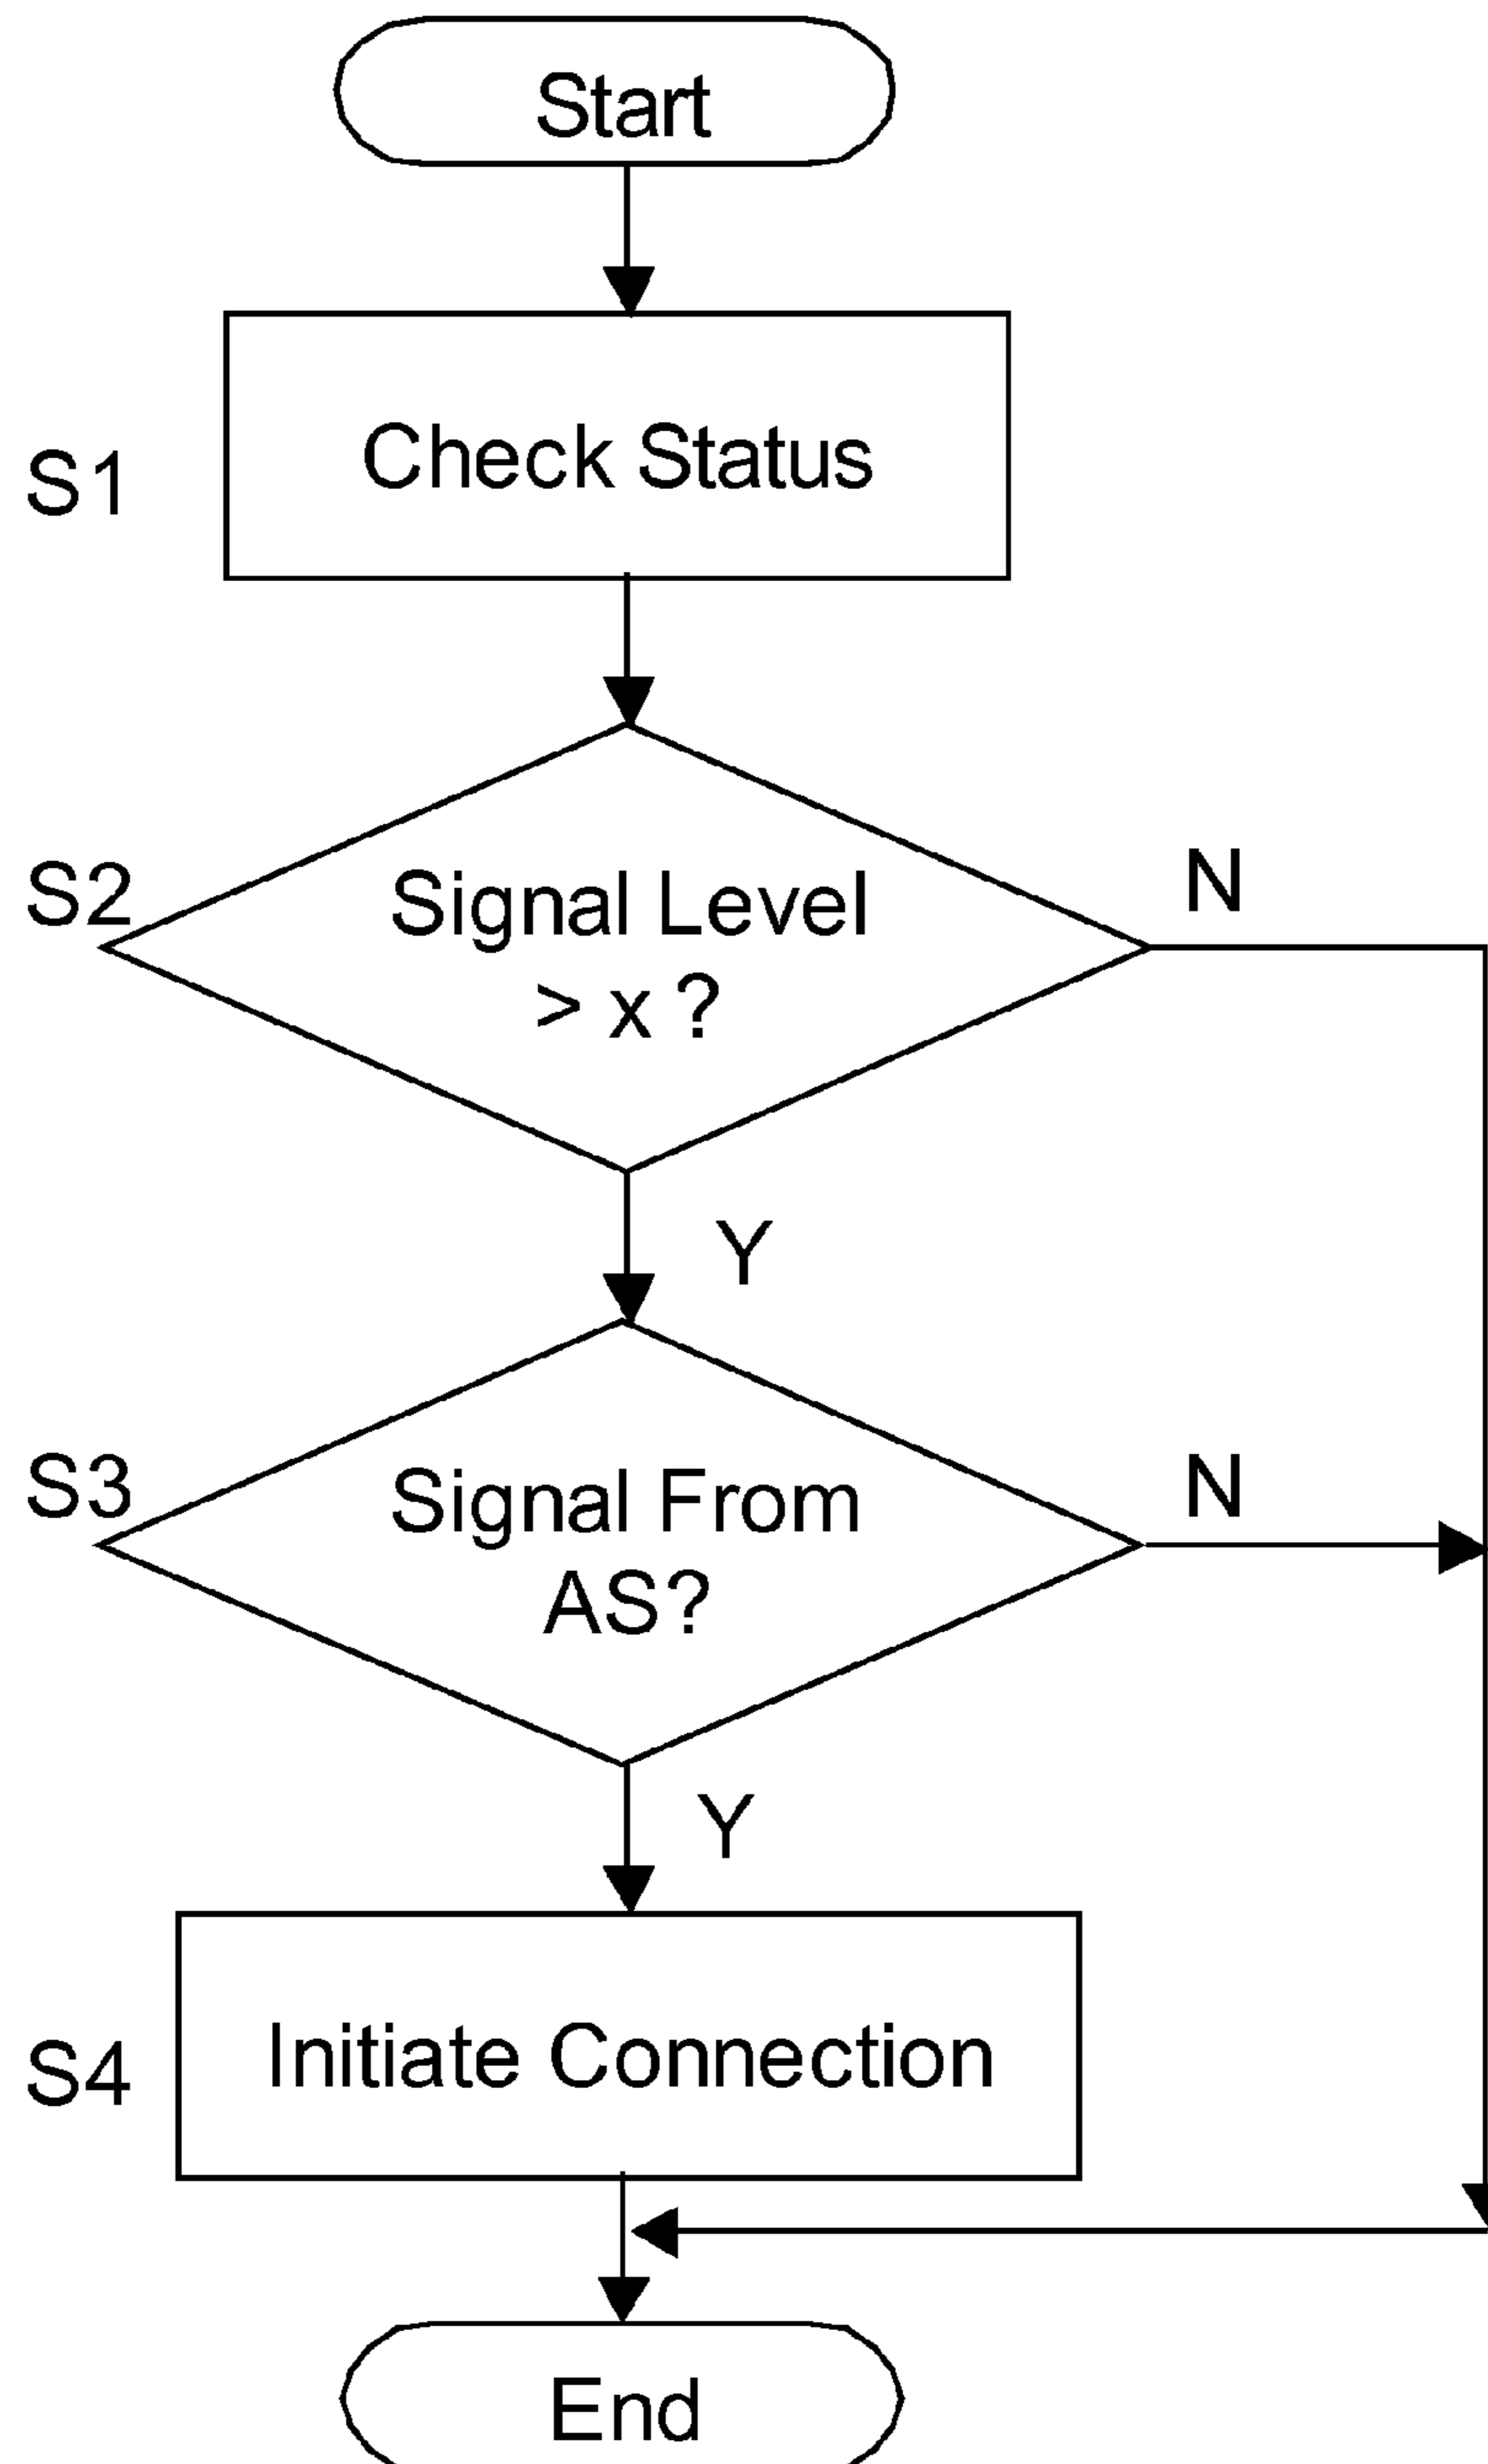 Start
S1
Check Status
S2
Signal Level
> x ?
N
Y
S3
Signal From
AS?
N
Y
S4
Initiate Connection
End